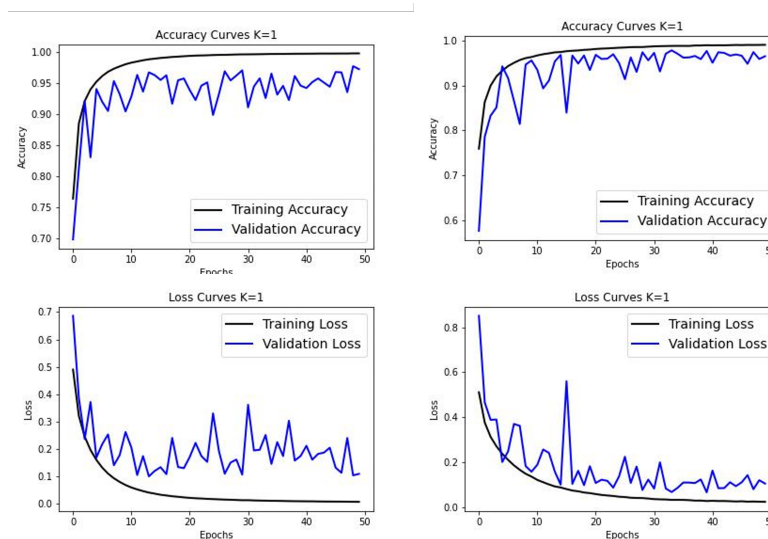 Accuracy Curves K=1
1.00
0.95
0.90
0.85
0.80
0.75
0.70
Accuracy
Training Accuracy
Validation Accuracy
0 10 20 30 40 50
Epochs
Accuracy Curves K=1
1.0
0.9
0.8
0.7
0.6
Accuracy
Training Accuracy
Validation Accuracy
0 10 20 30 40
Epochs
Loss Curves K=1
0.7
0.6
0.5
0.4
0.3
0.2
0.1
0.0
Loss
Training Loss
Validation Loss
0 10 20 30 40 50
Epochs
Loss Curves K=1
0.8
0.6
0.4
0.2
0.0
Loss
Training Loss
Validation Loss
0 10 20 30 40
Epochs